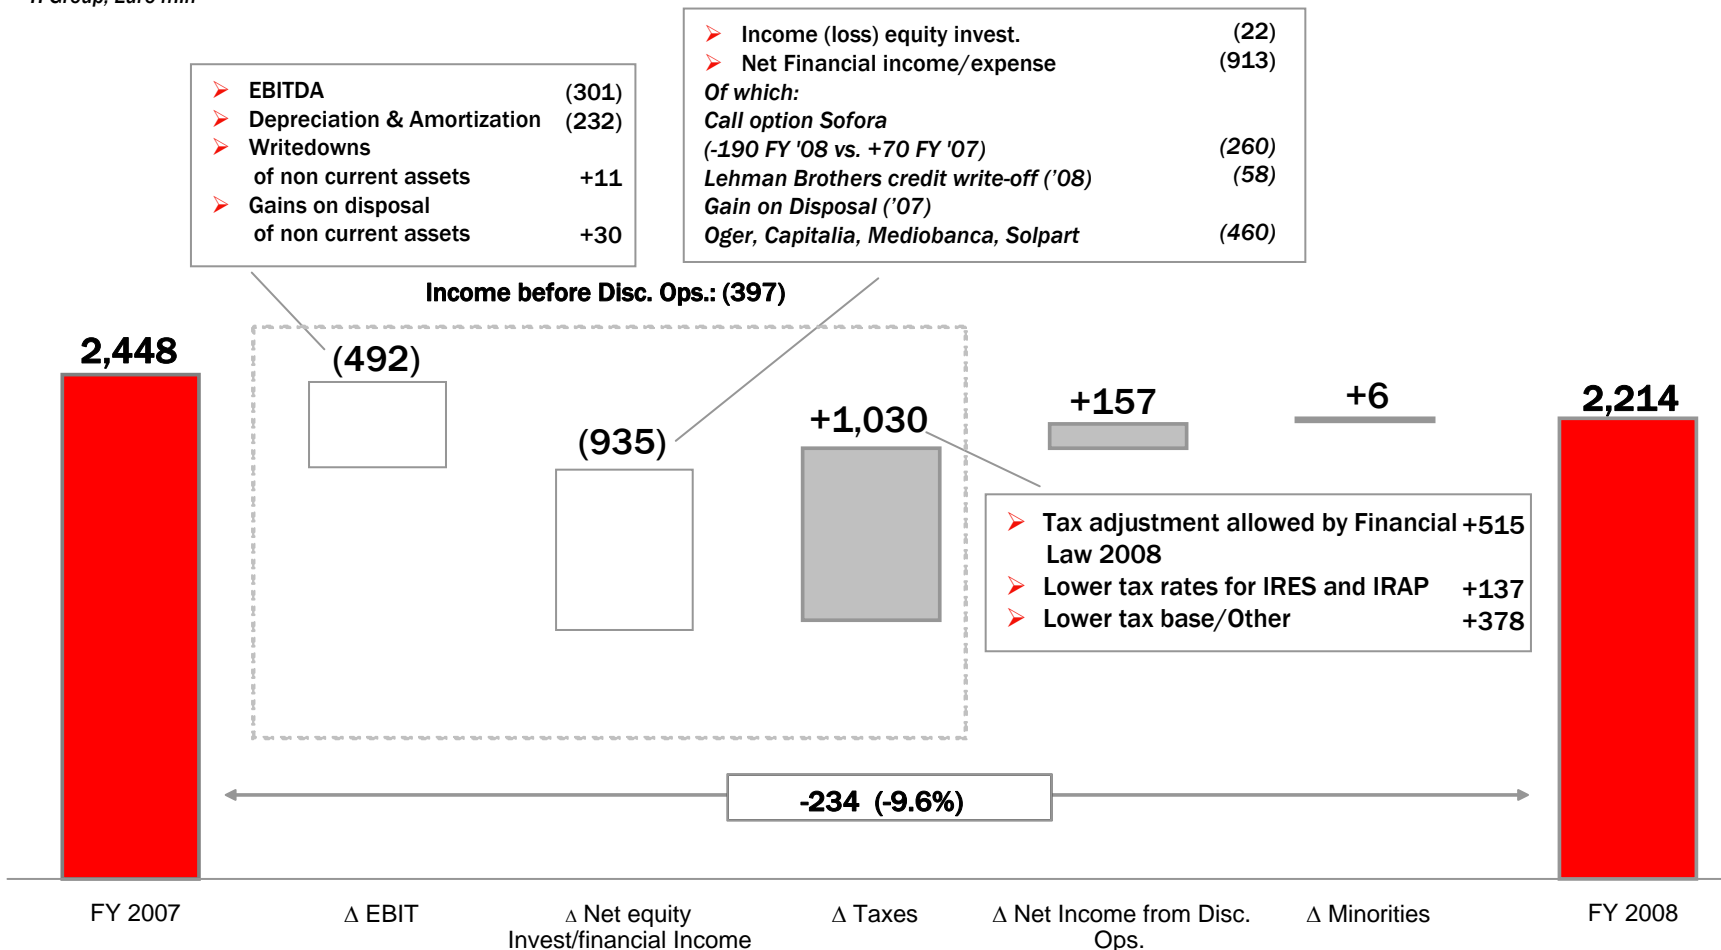 TI Group, Euro mln
➢ Income (loss) equity invest. (22)
➢ Net Financial income/expense (913)
Of which:
Call option Sofora
(-190 FY '08 vs. +70 FY '07) (260)
Lehman Brothers credit write-off ('08) (58)
Gain on Disposal ('07)
Oger, Capitalia, Mediobanca, Solpart (460)
➢ EBITDA (301)
➢ Depreciation & Amortization (232)
➢ Writedowns
of non current assets +11
➢ Gains on disposal
of non current assets +30
Income before Disc. Ops.: (397)
2,448
(492)
(935)
+1,030
+157
+6
2,214
➢ Tax adjustment allowed by Financial +515
Law 2008
➢ Lower tax rates for IRES and IRAP +137
➢ Lower tax base/Other +378
-234 (-9.6%)
FY 2007
Δ EBIT
Δ Net equity
Invest/financial Income
Δ Taxes
Δ Net Income from Disc.
Ops.
Δ Minorities
FY 2008